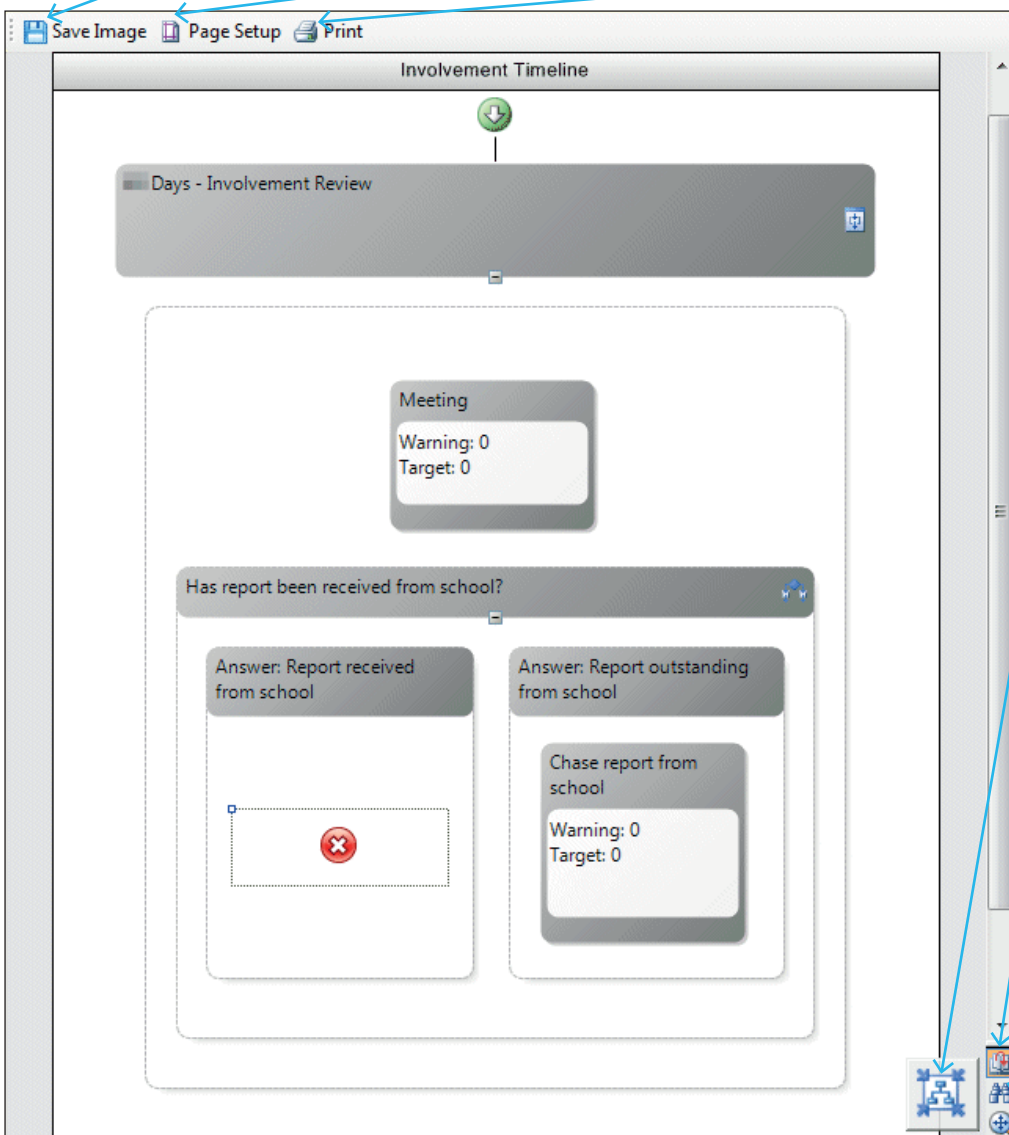 Save Image Page Setup Print
Involvement Timeline
Days - Involvement Review
Meeting
Warning: 0
Target: 0
Has report been received from school?
Answer: Report received
from school
Answer: Report outstanding
from school
Chase report from
school
Warning: 0
Target: 0